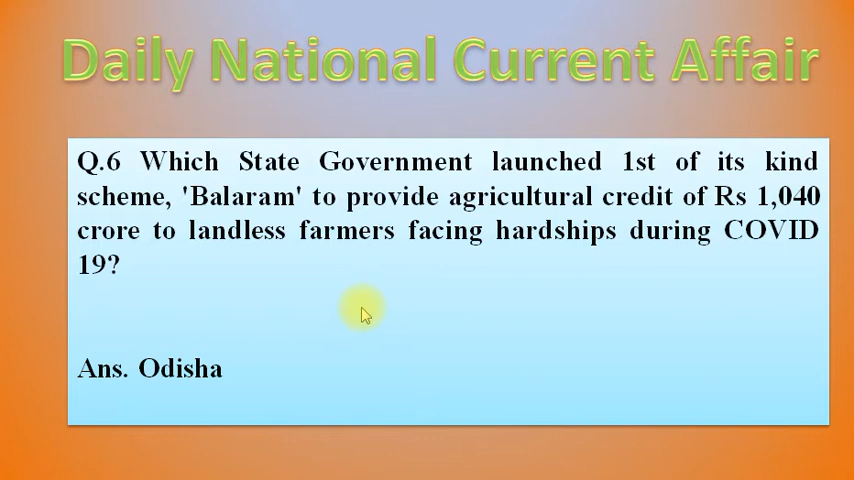 Daily National Current Affair
Q.6 Which State Government launched 1st of its kind
scheme, 'Balaram' to provide agricultural credit of Rs 1,040
crore to landless farmers facing hardships during COVID
19?
Ans. Odisha